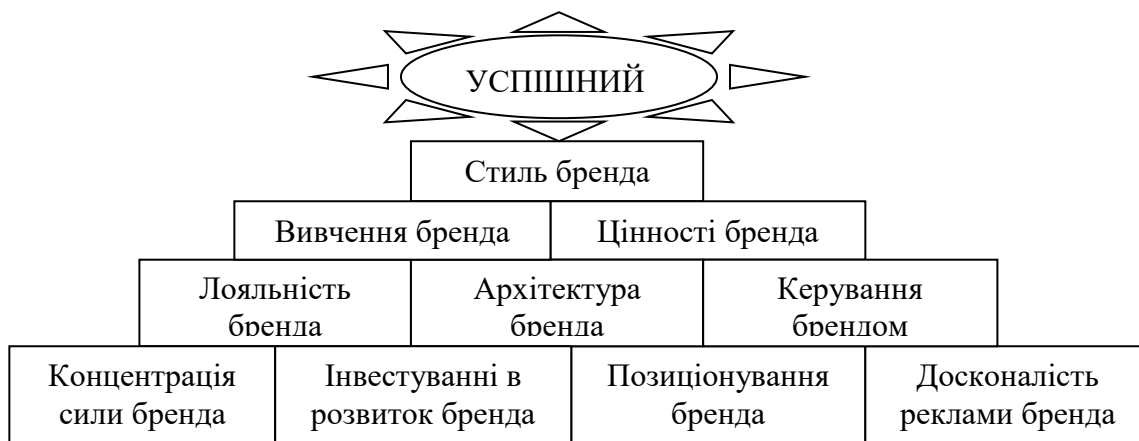 УСПІШНИЙ
Стиль бренда
Вивчення бренда
Цінності бренда
Лояльність
бренда
Архітектура
бренда
Керування
брендом
Концентрація
сили бренда
Інвестуванні в
розвиток бренда
Позиціонування
бренда
Досконалість
реклами бренда